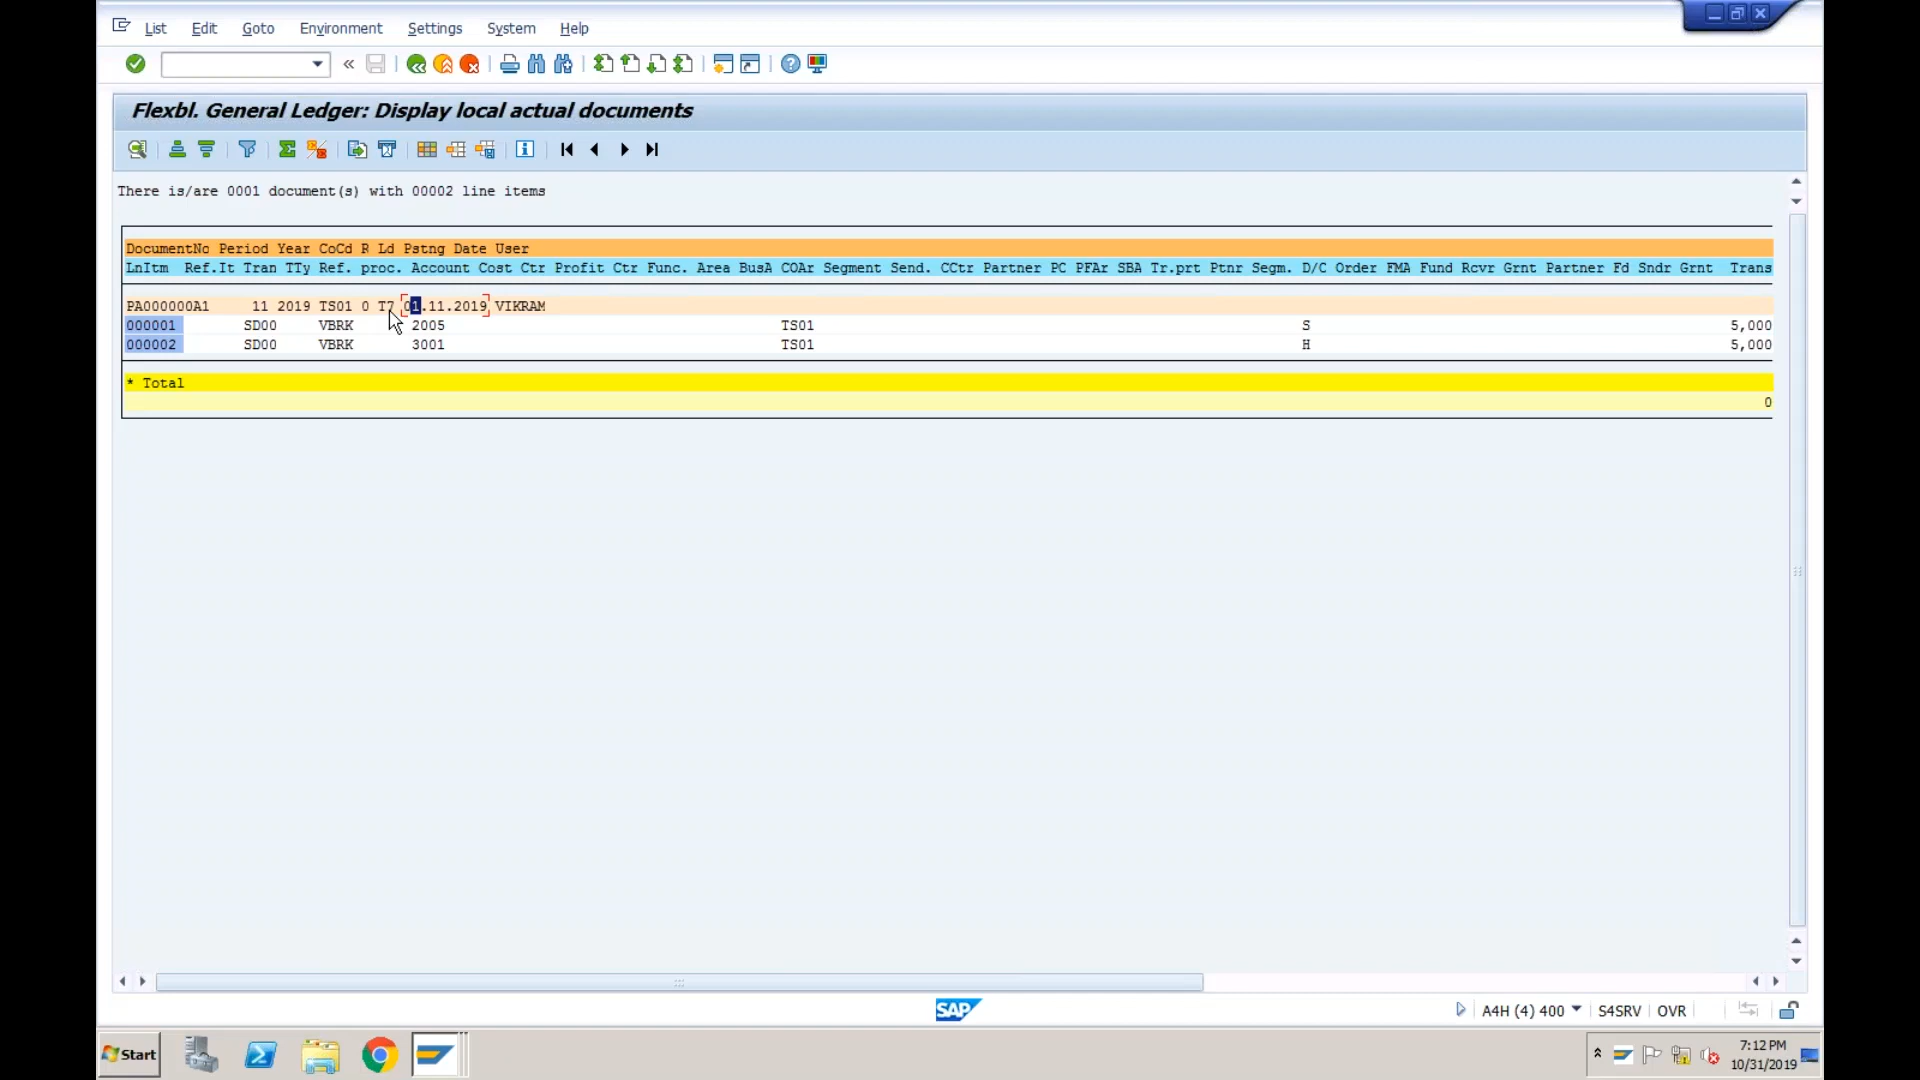 List Edit Goto Environment Settings System Help
Flexbl. General Ledger: Display local actual documents
There is/are 0001 document(s) with 00002 line items
DocumentNo Period Year CoCd R Ld Pstng Date User
LnItm Ref.It Tran TTy Ref. proc. Account Cost Ctr Profit Ctr Func. Area BusA COAr Segment Send. CCtr Partner PC PFAr SBA Tr.prt Ptnr Segm. D/C Order FMA Fund Rcvr Grnt Partner Fd Sndr Grnt Trans
PA000000A1 11 2019 TS01 0 T7 01.11.2019 VIKRAM
000001 SD00 VBRK 2005 TS01 S 5,000
000002 SD00 VBRK 3001 TS01 H 5,000
* Total
0
SAP
A4H (4) 400 S4SRV OVR
Start
7:12 PM
10/31/2019